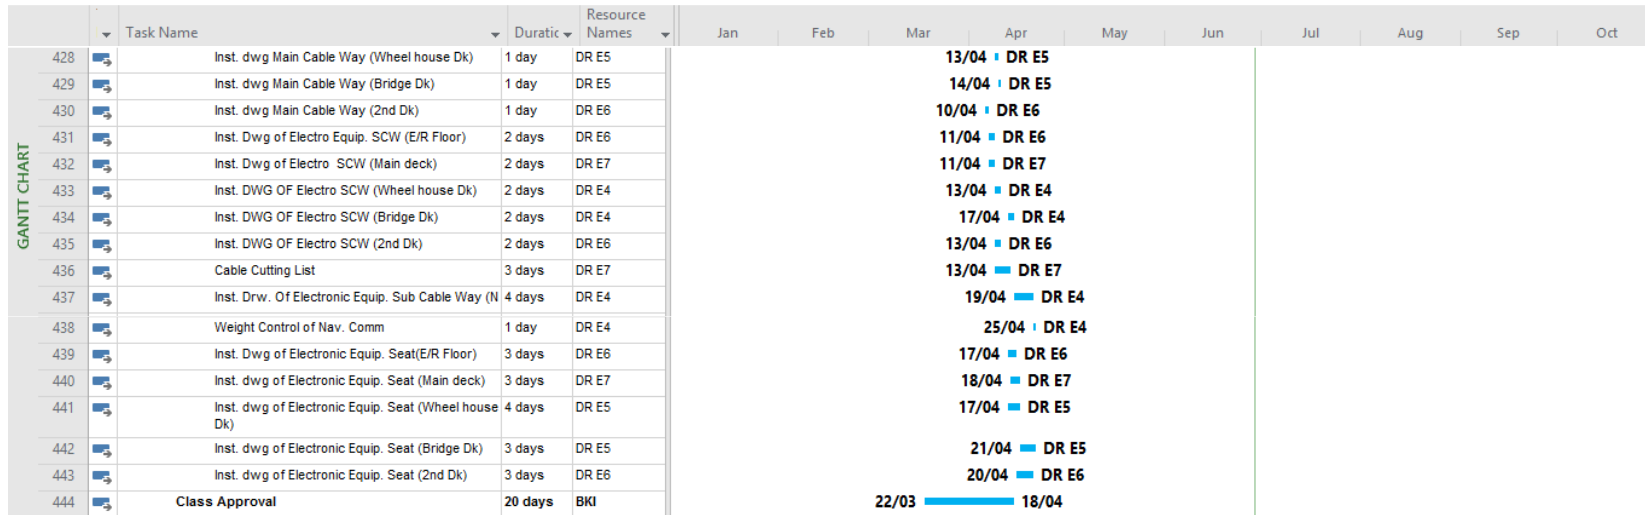 Resource
Task Name Duratic Names Jan Feb Mar Apr May Jun Jul Aug Sep Oct
GANTT CHART
428 Inst. dwg Main Cable Way (Wheel house Dk) 1 day DR E5 13/04 DR E5
429 Inst. dwg Main Cable Way (Bridge Dk) 1 day DR E5 14/04 DR E5
430 Inst. dwg Main Cable Way (2nd Dk) 1 day DR E6 10/04 DR E6
431 Inst. Dwg of Electro Equip. SCW (E/R Floor) 2 days DR E6 11/04 DR E6
432 Inst. Dwg of Electro SCW (Main deck) 2 days DR E7 11/04 DR E7
433 Inst. DWG OF Electro SCW (Wheel house Dk) 2 days DR E4 13/04 DR E4
434 Inst. DWG OF Electro SCW (Bridge Dk) 2 days DR E4 17/04 DR E4
435 Inst. DWG OF Electro SCW (2nd Dk) 2 days DR E6 13/04 DR E6
436 Cable Cutting List 3 days DR E7 13/04 DR E7
437 Inst. Drw. Of Electronic Equip. Sub Cable Way (N 4 days DR E4 19/04 DR E4
438 Weight Control of Nav. Comm 1 day DR E4 25/04 DR E4
439 Inst. Dwg of Electronic Equip. Seat(E/R Floor) 3 days DR E6 17/04 DR E6
440 Inst. dwg of Electronic Equip. Seat (Main deck) 3 days DR E7 18/04 DR E7
441 Inst. dwg of Electronic Equip. Seat (Wheel house 4 days DR E5 17/04 DR E5
Dk)
442 Inst. dwg of Electronic Equip. Seat (Bridge Dk) 3 days DR E5 21/04 DR E5
443 Inst. dwg of Electronic Equip. Seat (2nd Dk) 3 days DR E6 20/04 DR E6
444 Class Approval 20 days BKI 22/03 18/04